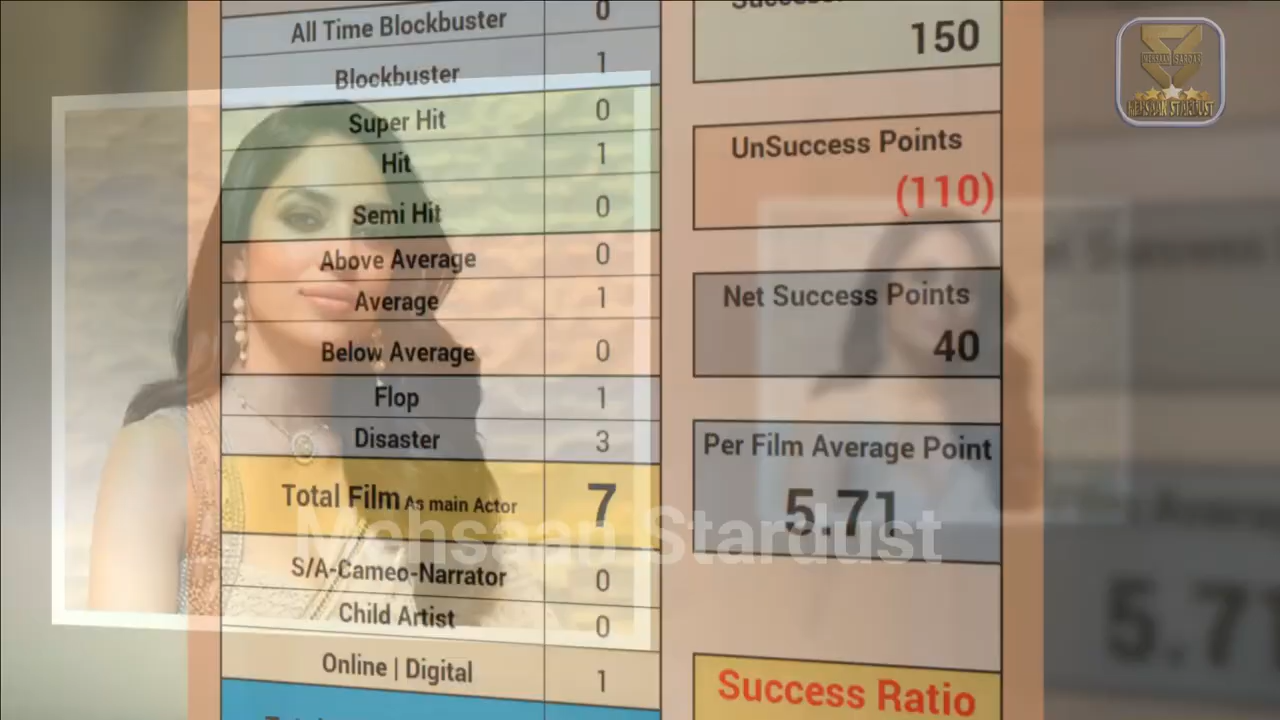 All Time Blockbuster 0
Blockbuster 1
Super Hit 0
Hit 1
Semi Hit 0
Above Average 0
Average 1
Below Average 0
Flop 1
Disaster 3
Total Film As main Actor 7
S/A-Cameo-Narrator 0
Child Artist 0
Online | Digital 1
150
UnSuccess Points
(110)
Net Success Points
40
Per Film Average Point
5.71
Success Ratio
Mehsaan Stardust
MEHSAAN STARDUST
5.71